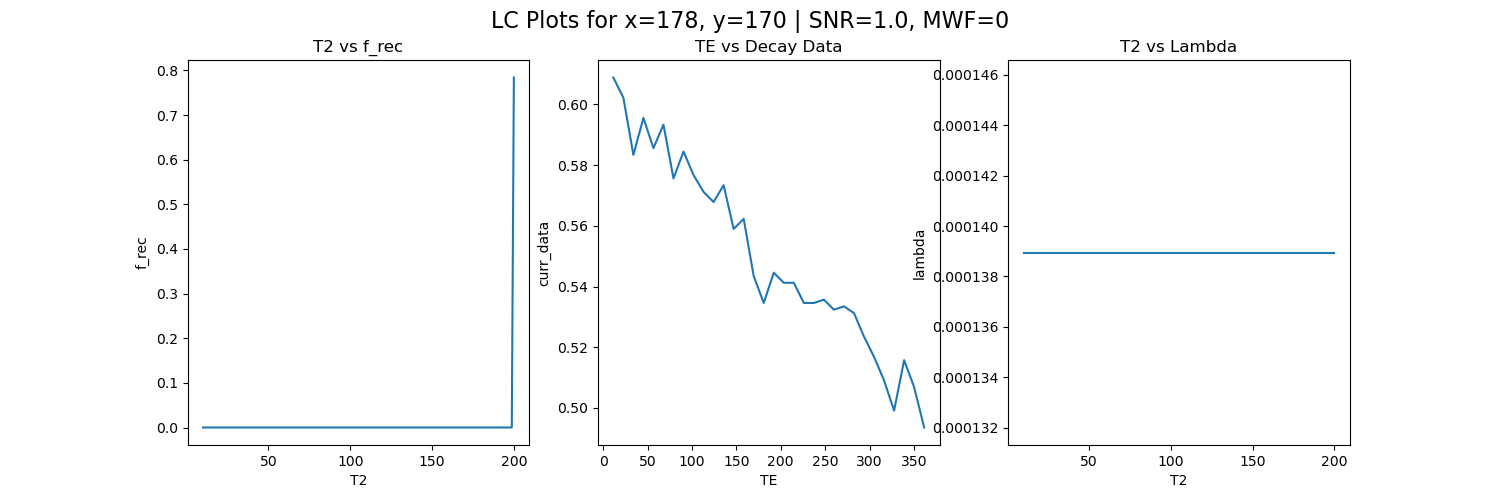 LC Plots for x=178, y=170 | SNR=1.0, MWF=0
T2 vs f_rec
0.8
0.7
0.6
0.5
0.4
0.3
0.2
0.1
0.0
f_rec
50 100 150 200
T2
TE vs Decay Data
0.60
0.58
0.56
0.54
0.52
0.50
curr_data
0 50 100 150 200 250 300 350
TE
T2 vs Lambda
0.000146
0.000144
0.000142
0.000140
0.000138
0.000136
0.000134
0.000132
lambda
50 100 150 200
T2